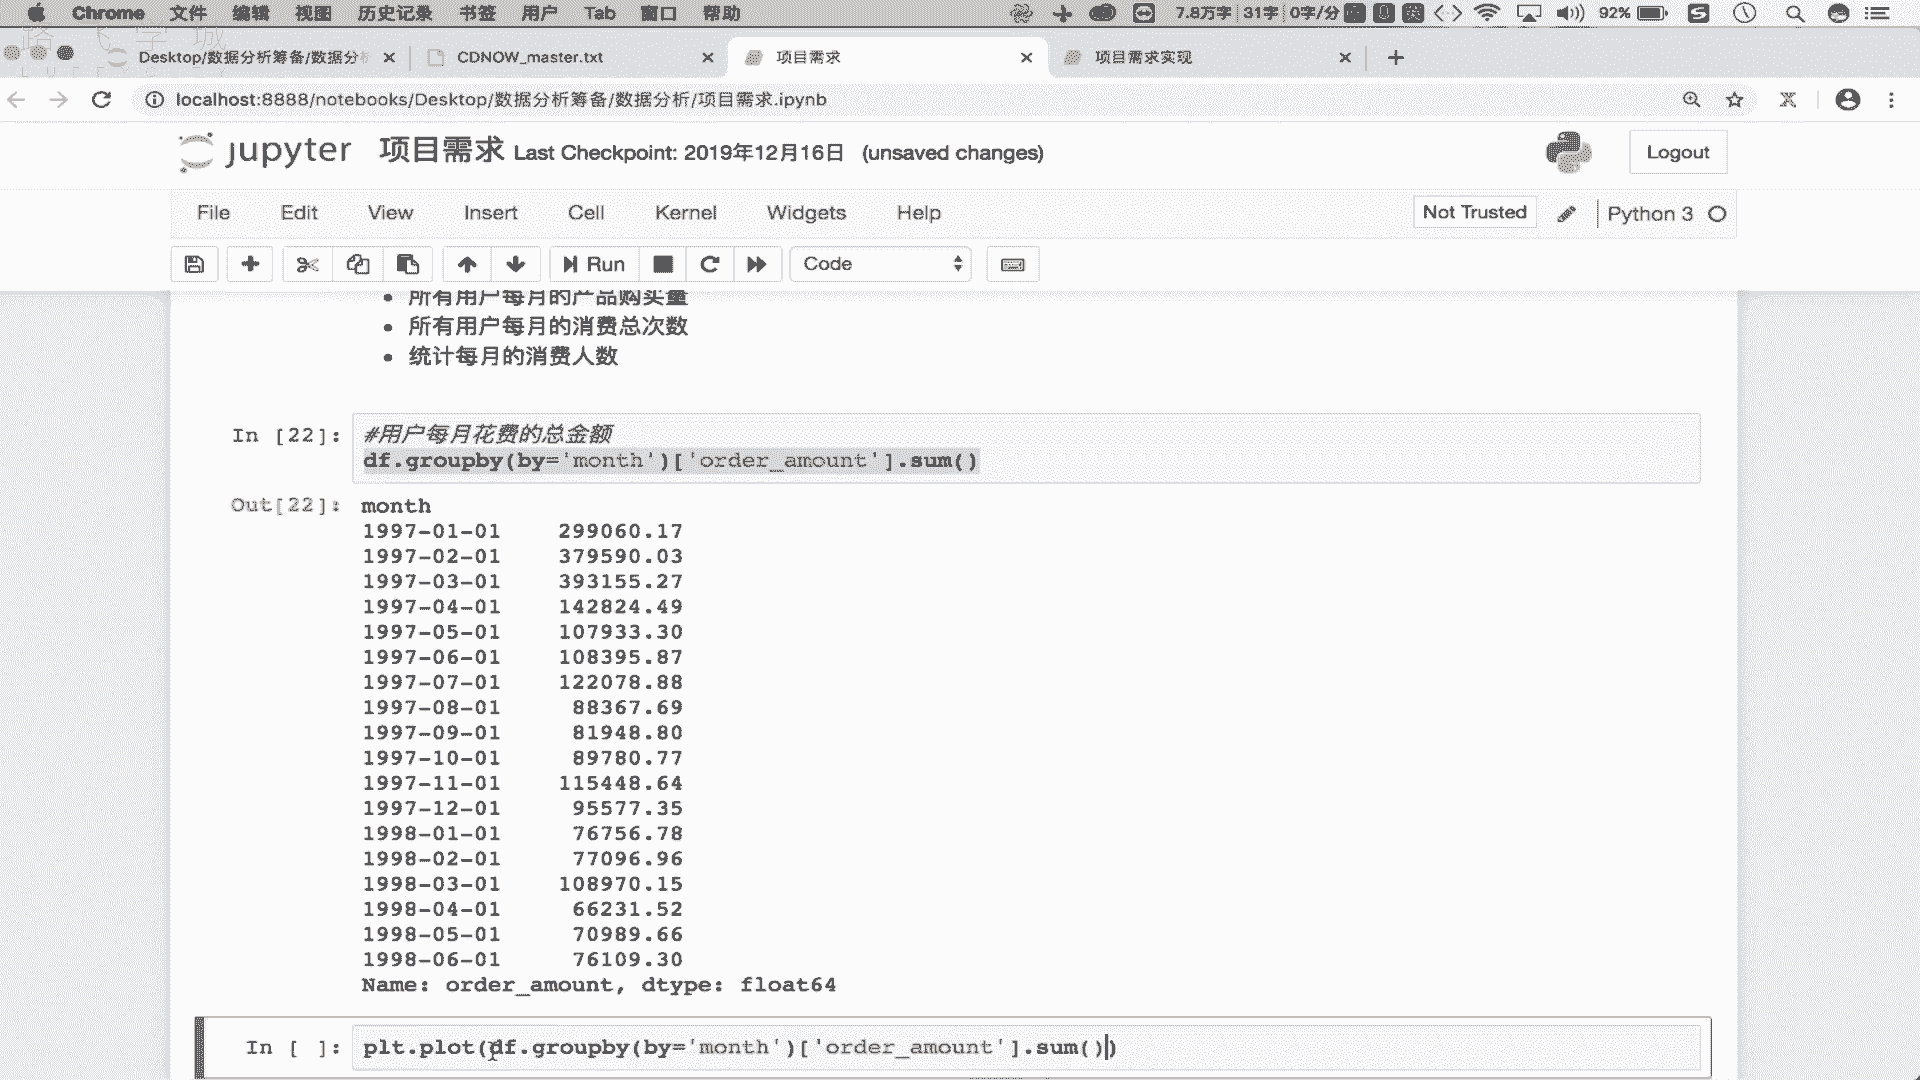 Chrome 文件 编辑 视图 历史记录 书签 用户 Tab 窗口 帮助 7.8万字 31字 0字/分 英 92%
Desktop/数据分析筹备/数据分 CDNOW_master.txt 项目需求 项目需求实现
localhost:8888/notebooks/Desktop/数据分析筹备/数据分析/项目需求.ipynb
jupyter 项目需求 Last Checkpoint: 2019年12月16日 (unsaved changes) Logout
File Edit View Insert Cell Kernel Widgets Help Not Trusted Python 3
Run Code
所有用户每月的产品购买量
所有用户每月的消费总次数
统计每月的消费人数
In [22]: #用户每月花费的总金额
df.groupby(by='month')['order_amount'].sum()
Out[22]: month
1997-01-01 299060.17
1997-02-01 379590.03
1997-03-01 393155.27
1997-04-01 142824.49
1997-05-01 107933.30
1997-06-01 108395.87
1997-07-01 122078.88
1997-08-01 88367.69
1997-09-01 81948.80
1997-10-01 89780.77
1997-11-01 115448.64
1997-12-01 95577.35
1998-01-01 76756.78
1998-02-01 77096.96
1998-03-01 108970.15
1998-04-01 66231.52
1998-05-01 70989.66
1998-06-01 76109.30
Name: order_amount, dtype: float64
In [ ]: plt.plot(df.groupby(by='month')['order_amount'].sum())